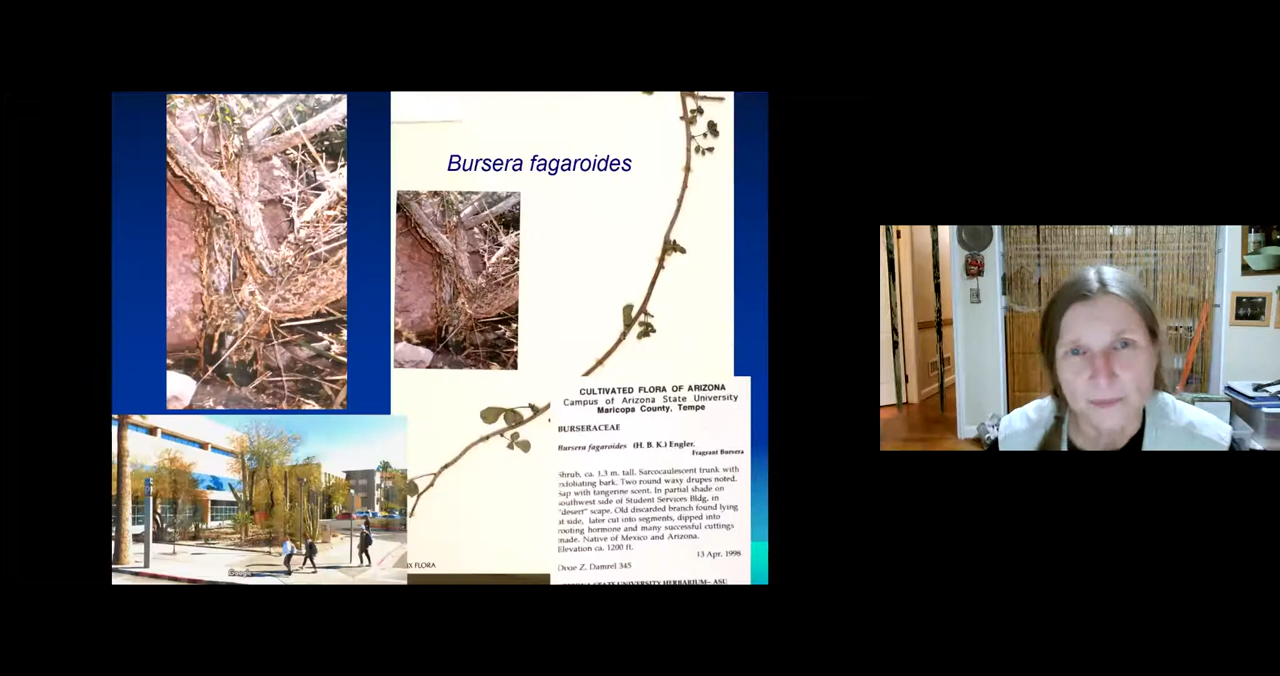 Bursera fagaroides
CULTIVATED FLORA OF ARIZONA
Campus of Arizona State University
Maricopa County, Tempe
BURSERACEAE
Bursera fagaroides (H. B. K.) Engler.
Fragrant Bursera
Shrub, ca. 1.3 m. tall. Sarcocaulescent trunk with
exfoliating bark. Two round waxy drupes noted.
Sap with tangerine scent. In partial shade on
southwest side of Student Services Bldg. in
"desert" scape. Old discarded branch found lying
at side, later cut into segments, dipped into
rooting hormone and many successful cuttings
made. Native of Mexico and Arizona.
Elevation ca. 1200 ft.
13 Apr. 1998
Dixie Z. Damrel 345
STATE UNIVERSITY HERBARIUM- ASU
IX FLORA
Google